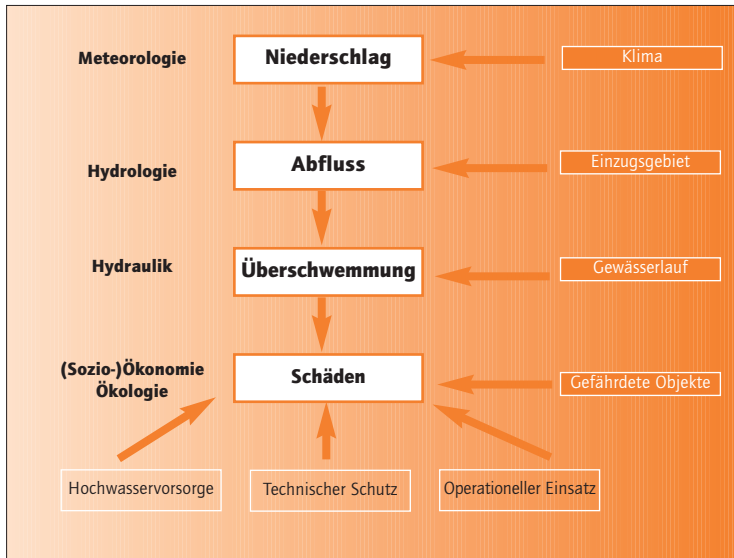 Meteorologie
Niederschlag
Klima
Hydrologie
Abfluss
Einzugsgebiet
Hydraulik
Überschwemmung
Gewässerlauf
(Sozio-)Ökonomie
Ökologie
Schäden
Gefährdete Objekte
Hochwasservorsorge
Technischer Schutz
Operationeller Einsatz